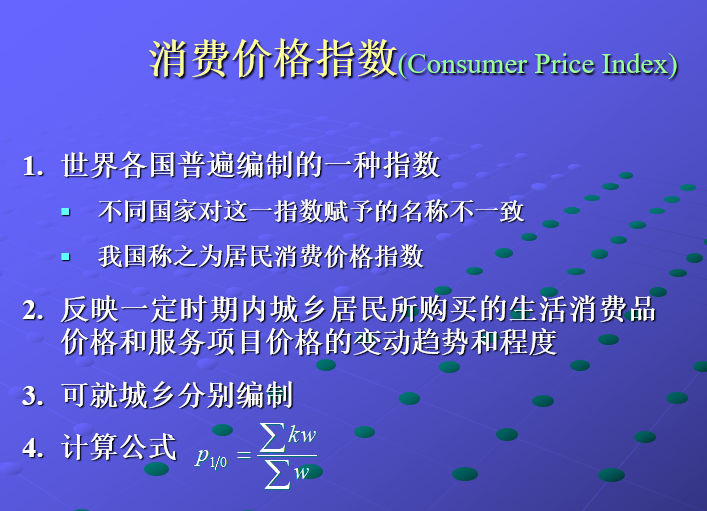 消费价格指数(Consumer Price Index)
1. 世界各国普遍编制的一种指数
▪ 不同国家对这一指数赋予的名称不一致
▪ 我国称之为居民消费价格指数
2. 反映一定时期内城乡居民所购买的生活消费品
价格和服务项目价格的变动趋势和程度
3. 可就城乡分别编制
4. 计算公式 p1/0 = ∑kw / ∑w